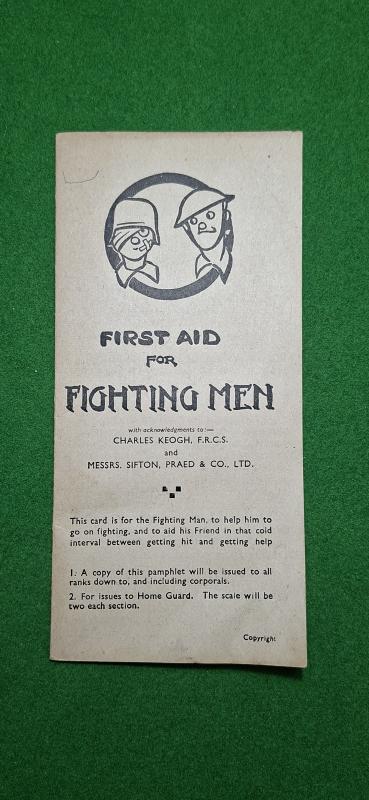 FIRST AID
FOR
FIGHTING MEN
with acknowledgments to:—
CHARLES KEOGH, F.R.C.S.
and
MESSRS. SIFTON, PRAED & CO., LTD.
This card is for the Fighting Man, to help him to
go on fighting, and to aid his Friend in that cold
interval between getting hit and getting help
1. A copy of this pamphlet will be issued to all
ranks down to, and including corporals.
2. For issues to Home Guard. The scale will be
two each section.
Copyright